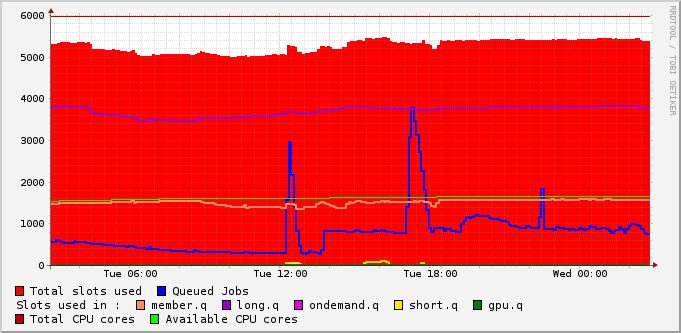 6000
5000
4000
3000
2000
1000
0
Tue 06:00 Tue 12:00 Tue 18:00 Wed 00:00
RRDTOOL / TOBI OETIKER
Total slots used Queued Jobs
Slots used in : member.q long.q ondemand.q short.q gpu.q
Total CPU cores Available CPU cores